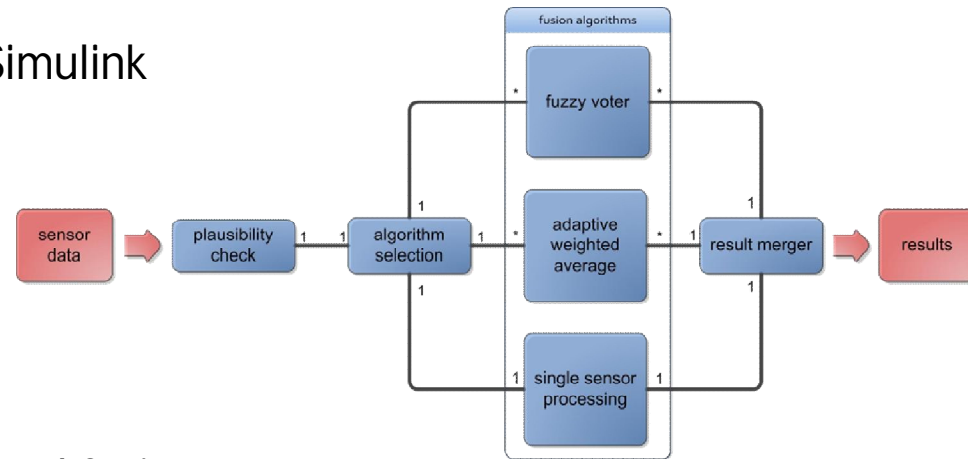 Simulink
fusion algorithms
*
fuzzy voter
*
1
1
sensor
data
plausibility
check
1
1
algorithm
selection
1
*
adaptive
weighted
average
*
1
result merger
results
1
1
1
single sensor
processing
1